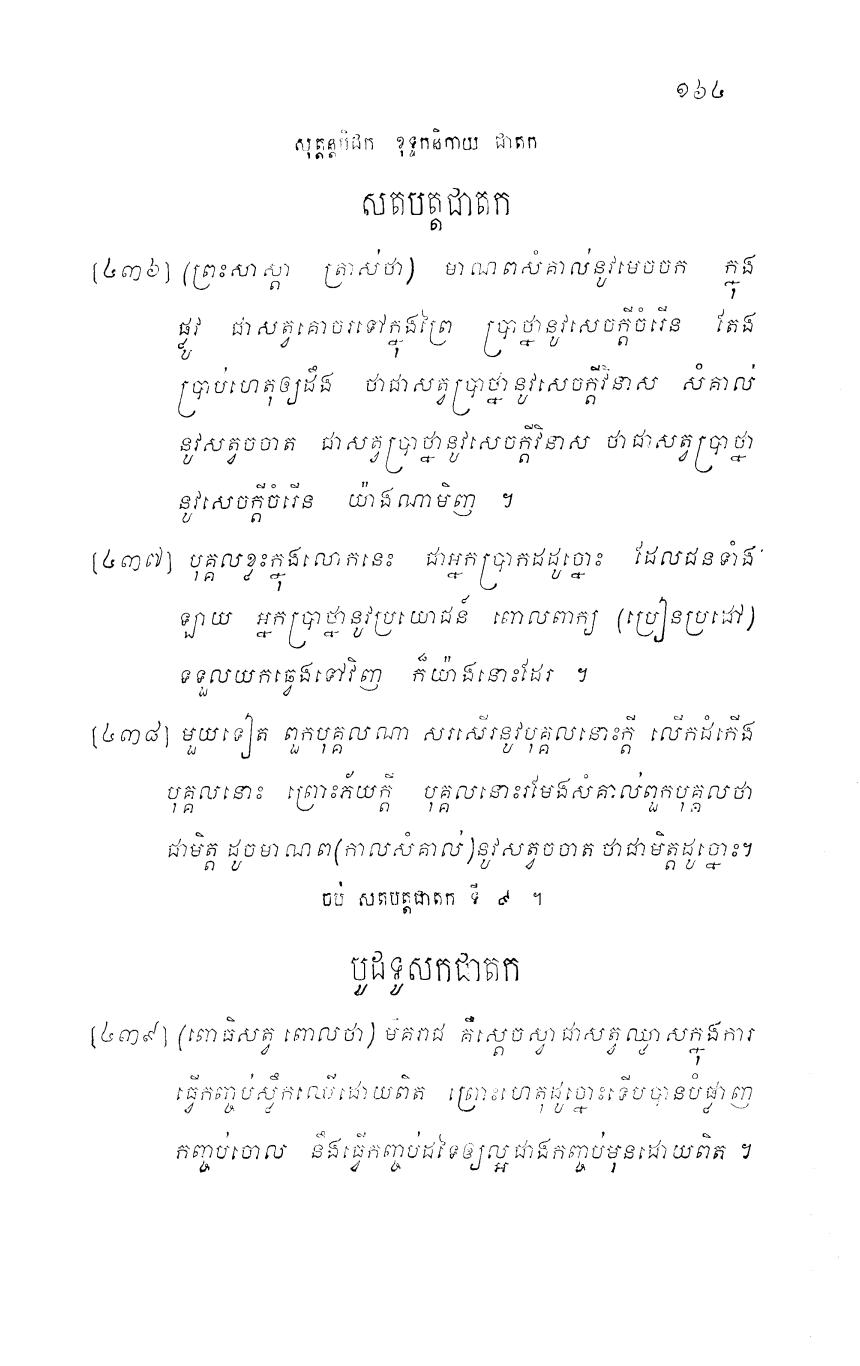 ១៦៤
សុត្តន្តបិដក ខុទ្ទកនិកាយ ជាតក
សតបត្តជាតក
[៤៣៦] (ព្រះសាស្តា ត្រាស់ថា) មាណពសំគាល់នូវមេចចក ក្នុង
ផ្លូវ ជាសត្វគោចរទៅក្នុងព្រៃ ប្រាថ្នានូវសេចក្តីចំរើន តែង
ប្រាប់ហេតុឲ្យដឹង ថាជាសត្វប្រាថ្នានូវសេចក្តីវិនាស សំគាល់
នូវសត្វចចាត ជាសត្វប្រាថ្នានូវសេចក្តីវិនាស ថាជាសត្វប្រាថ្នា
នូវសេចក្តីចំរើន យ៉ាងណាមិញ ។
[៤៣៧] បុគ្គលខ្លះក្នុងលោកនេះ ជាអ្នកប្រាកដដូច្នោះ ដែលជនទាំង
ឡាយ អ្នកប្រាថ្នានូវប្រយោជន៍ ពោលពាក្យ (ប្រៀនប្រដៅ)
ទទួលយកឆ្វេងទៅវិញ ក៏យ៉ាងនោះដែរ ។
[៤៣៨] មួយទៀត ពួកបុគ្គលណា សរសើរនូវបុគ្គលនោះក្តី លើកដំកើង
បុគ្គលនោះ ព្រោះភ័យក្តី បុគ្គលនោះរមែងសំគាល់ពួកបុគ្គលថា
ជាមិត្ត ដូចមាណព(កាលសំគាល់)នូវសត្វចចាត ថាជាមិត្តដូច្នោះ។
ចប់ សតបត្តជាតក ទី ៩ ។
បូដទូសកជាតក
[៤៣៩] (ពោធិសត្វ ពោលថា) មិគរាជ គឺស្តេចស្វា ជាសត្វឈ្លាសក្នុងការ
ធ្វើកញ្ចប់ស្លឹកឈើដោយពិត ព្រោះហេតុដូច្នោះទើបបានបំផ្លាញ
កញ្ចប់ចោល នឹងធ្វើកញ្ចប់ដទៃឲ្យល្អជាងកញ្ចប់មុនដោយពិត ។